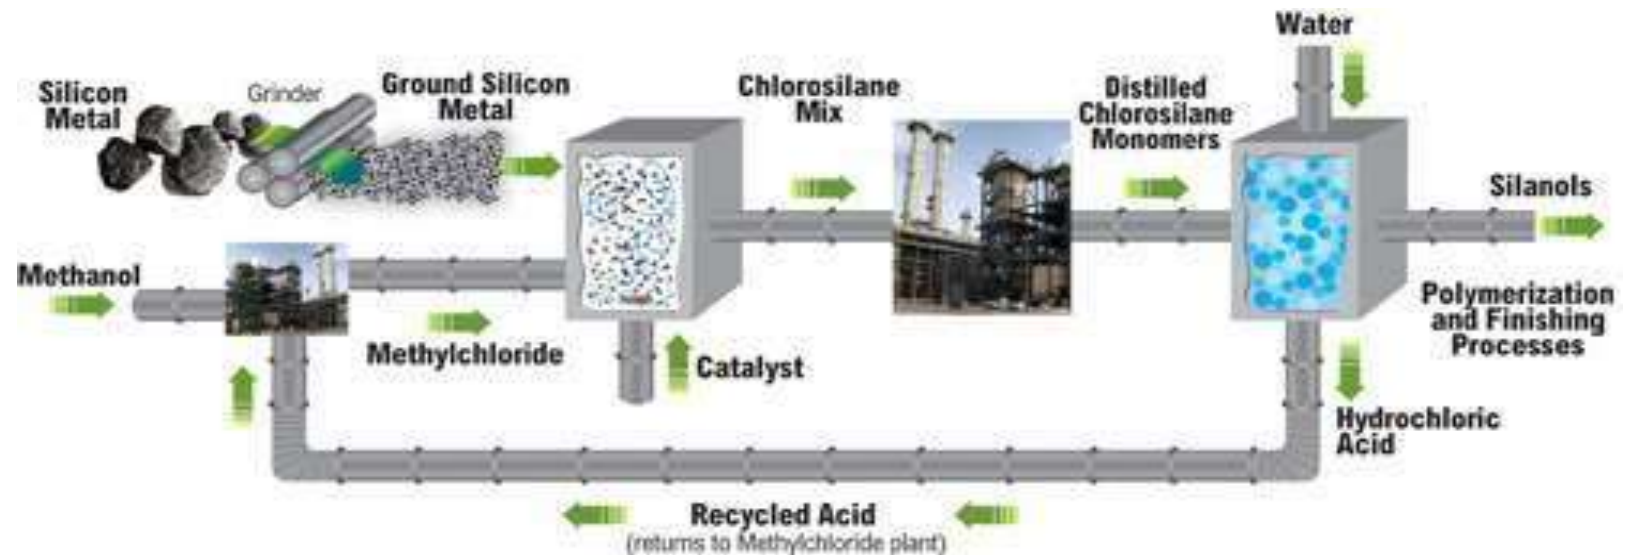 Water
Silicon
Metal
Grinder
Ground Silicon
Metal
Chlorosilane
Mix
Distilled
Chlorosilane
Monomers
Silanols
Methanol
Methylchloride
Catalyst
Polymerization
and Finishing
Processes
Hydrochloric
Acid
Recycled Acid
(returns to Methylchloride plant)